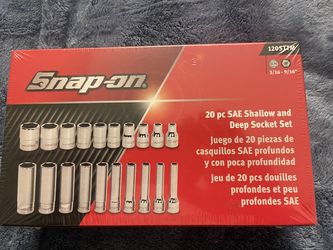 Snap-on
3/16 - 9/16"
20 pc SAE Shallow and
Deep Socket Set
Juego de 20 piezas de
casquillos SAE profundos
y con poca profundidad
Jeu de 20 pcs douilles
profondes et peu
profondes SAE